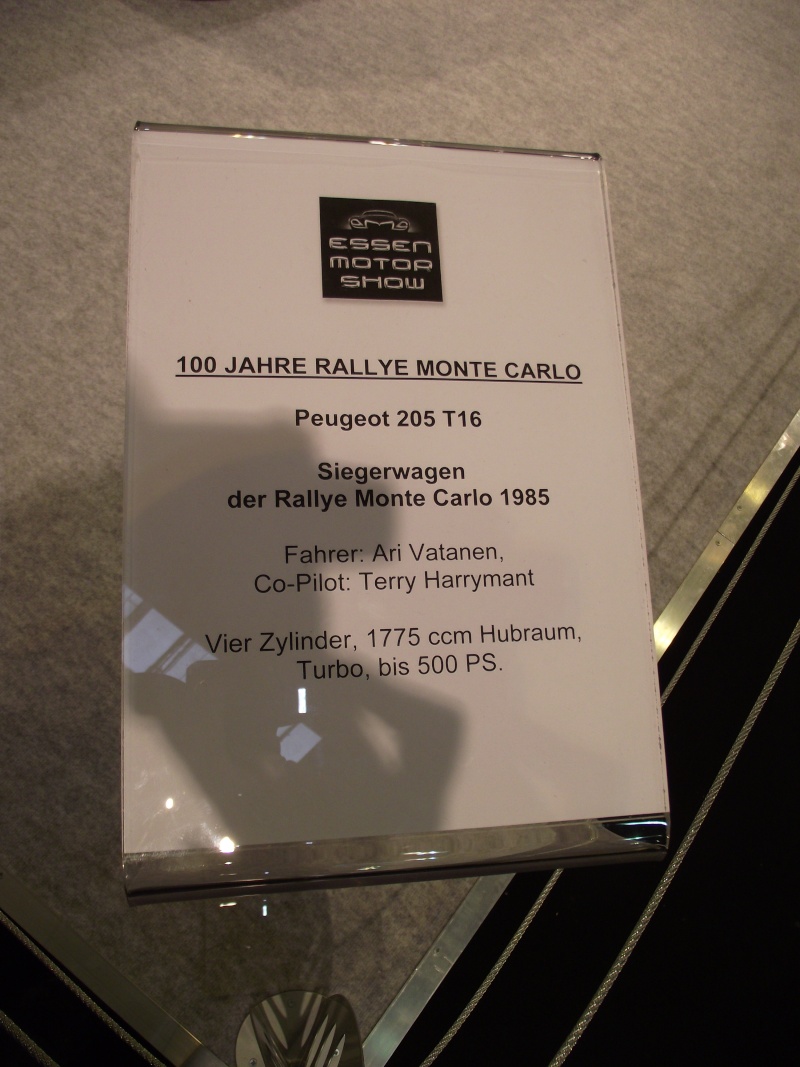 ESSEN
MOTOR
SHOW
100 JAHRE RALLYE MONTE CARLO
Peugeot 205 T16
Siegerwagen
der Rallye Monte Carlo 1985
Fahrer: Ari Vatanen,
Co-Pilot: Terry Harrymant
Vier Zylinder, 1775 ccm Hubraum,
Turbo, bis 500 PS.